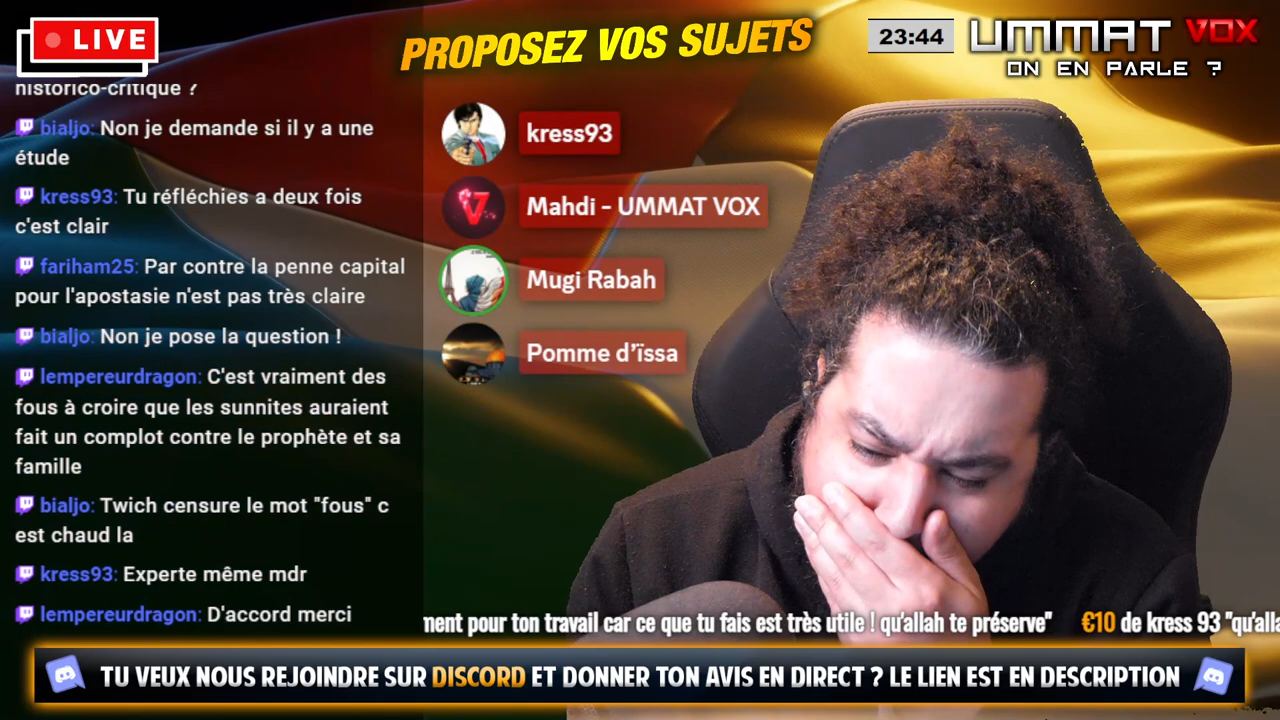 LIVE
PROPOSEZ VOS SUJETS
23:44
UMMAT VOX
ON EN PARLE ?
historico-critique ?
bialjo: Non je demande si il y a une
étude
kress93: Tu réfléchies a deux fois
c'est clair
fariham25: Par contre la penne capital
pour l'apostasie n'est pas très claire
bialjo: Non je pose la question !
lempereurdragon: C'est vraiment des
fous à croire que les sunnites auraient
fait un complot contre le prophète et sa
famille
bialjo: Twich censure le mot "fous" c
est chaud la
kress93: Experte même mdr
lempereurdragon: D'accord merci
kress93
Mahdi - UMMAT VOX
Mugi Rabah
Pomme d'ïssa
ment pour ton travail car ce que tu fais est très utile ! qu'allah te préserve" €10 de kress 93 "qu'alla
TU VEUX NOUS REJOINDRE SUR DISCORD ET DONNER TON AVIS EN DIRECT ? LE LIEN EST EN DESCRIPTION